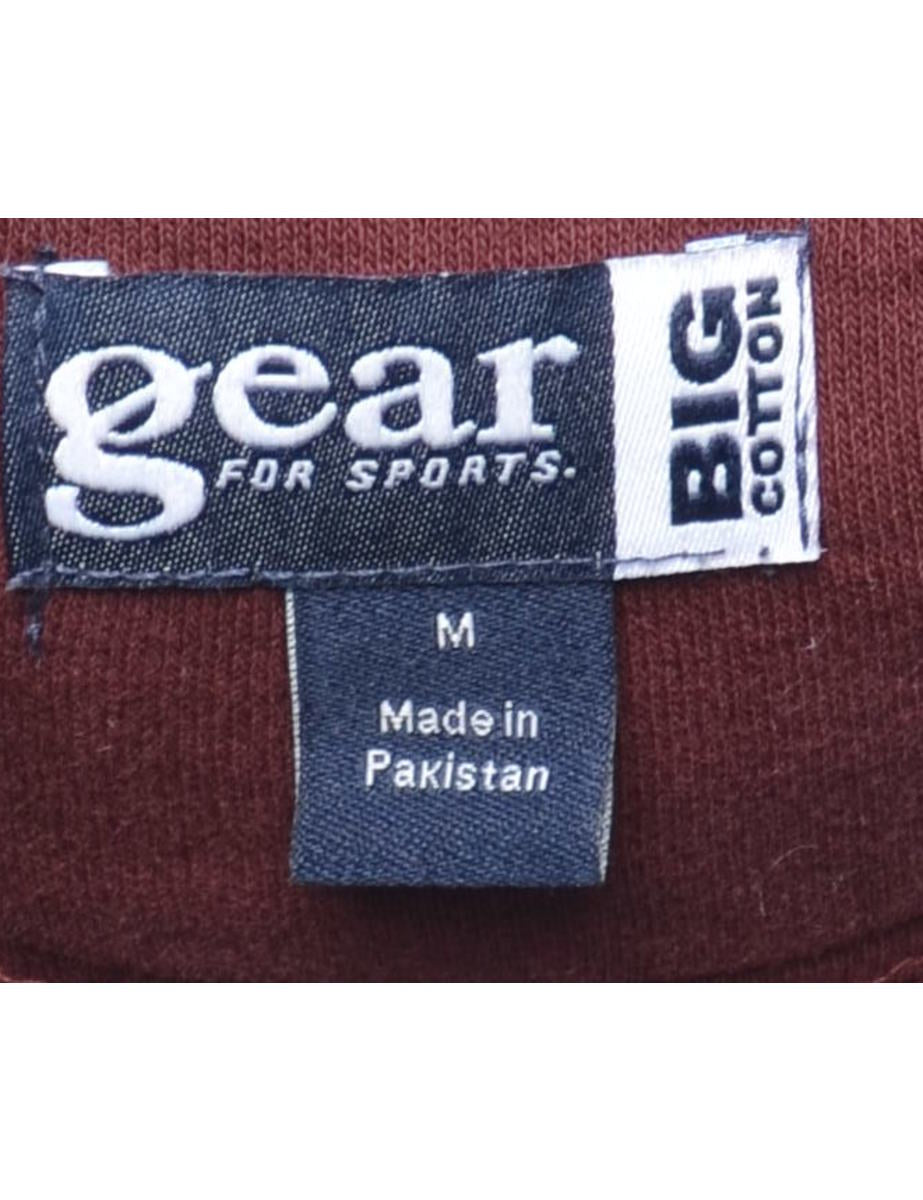 gear
FOR SPORTS.
BIG
COTTON
M
Made in
Pakistan